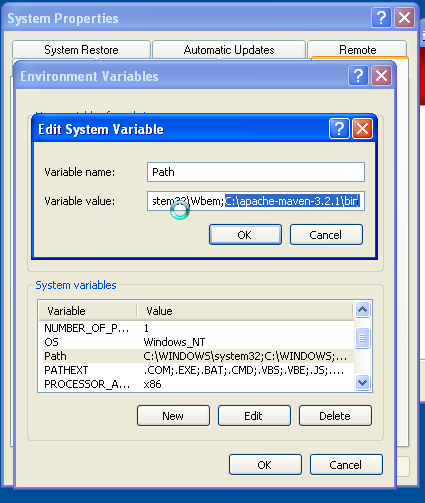 System Properties
System Restore
Automatic Updates
Remote
Environment Variables
Edit System Variable
Variable name:
Path
Variable value:
stem32\Wbem;C:\apache-maven-3.2.1\bin
OK
Cancel
System variables
Variable
Value
NUMBER_OF_P...
1
OS
Windows_NT
Path
C:\WINDOWS\system32;C:\WINDOWS;...
PATHEXT
.COM;.EXE;.BAT;.CMD;.VBS;.VBE;.JS;....
PROCESSOR_A...
x86
New
Edit
Delete
OK
Cancel